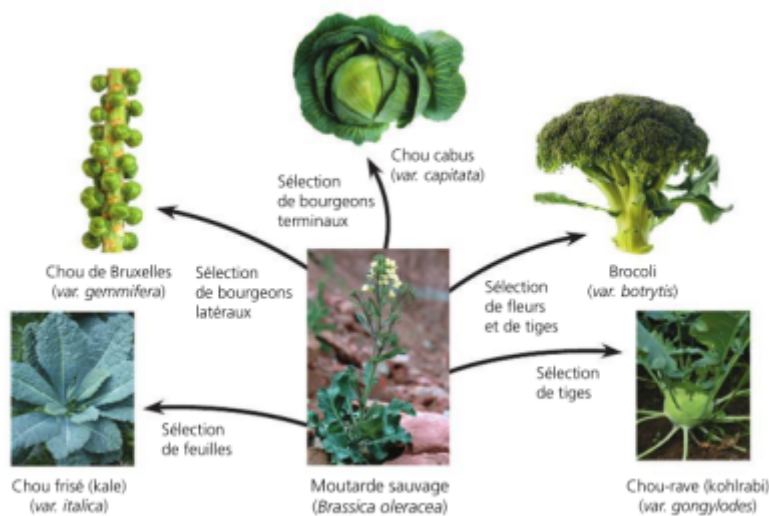 Chou cabus
(var. capitata)
Sélection
de bourgeons
terminaux
Chou de Bruxelles
(var. gemmifera)
Sélection
de bourgeons
latéraux
Brocoli
(var. botrytis)
Sélection
de fleurs
et de tiges
Sélection
de tiges
Sélection
de feuilles
Chou frisé (kale)
(var. italica)
Moutarde sauvage
(Brassica oleracea)
Chou-rave (kohlrabi)
(var. gongylodes)